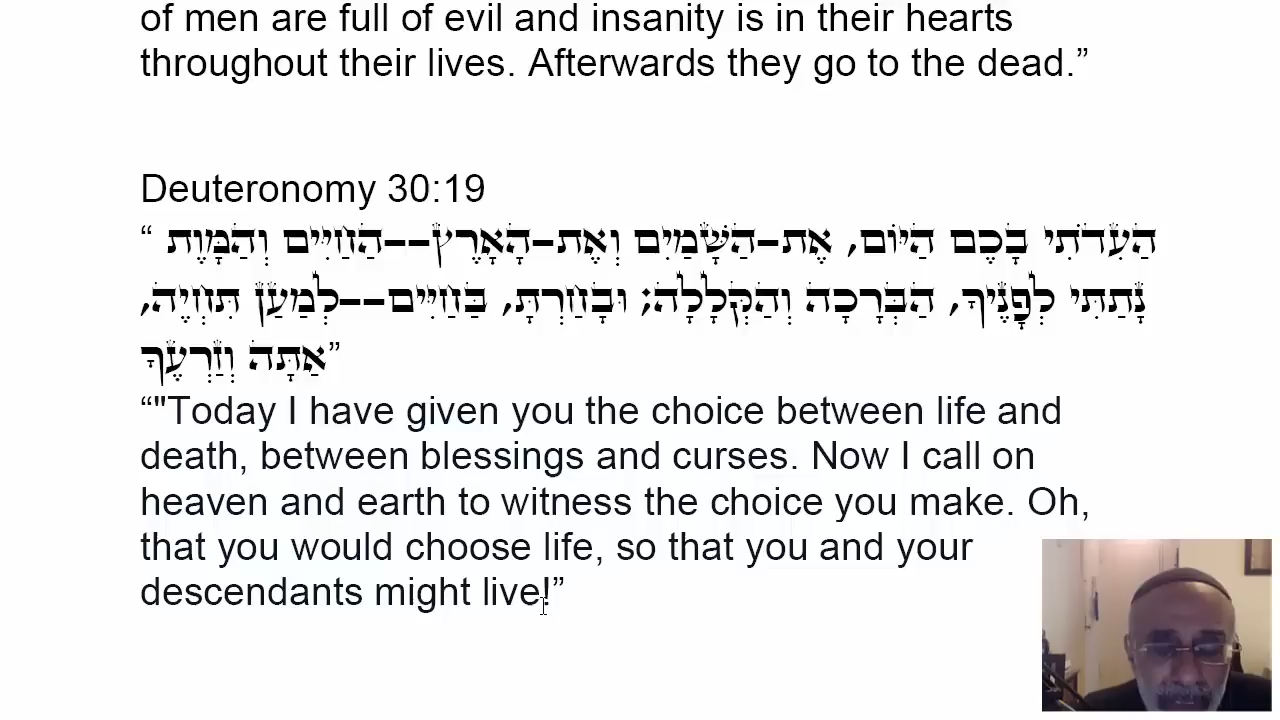 of men are full of evil and insanity is in their hearts
throughout their lives. Afterwards they go to the dead.”
Deuteronomy 30:19
“ הַעִדֹתִי בָכֶם הַיּוֹם, אֶת-הַשָּׁמַיִם וְאֶת-הָאָרֶץ--הַחַיִּים וְהַמָּוֶת
נָתַתִּי לְפָנֶיךָ, הַבְּרָכָה וְהַקְּלָלָה; וּבָחַרְתָּ, בַּחַיִּים--לְמַעַן תִּחְיֶה,
אַתָּה וְזַרְעֶךָ”
“"Today I have given you the choice between life and
death, between blessings and curses. Now I call on
heaven and earth to witness the choice you make. Oh,
that you would choose life, so that you and your
descendants might live!”